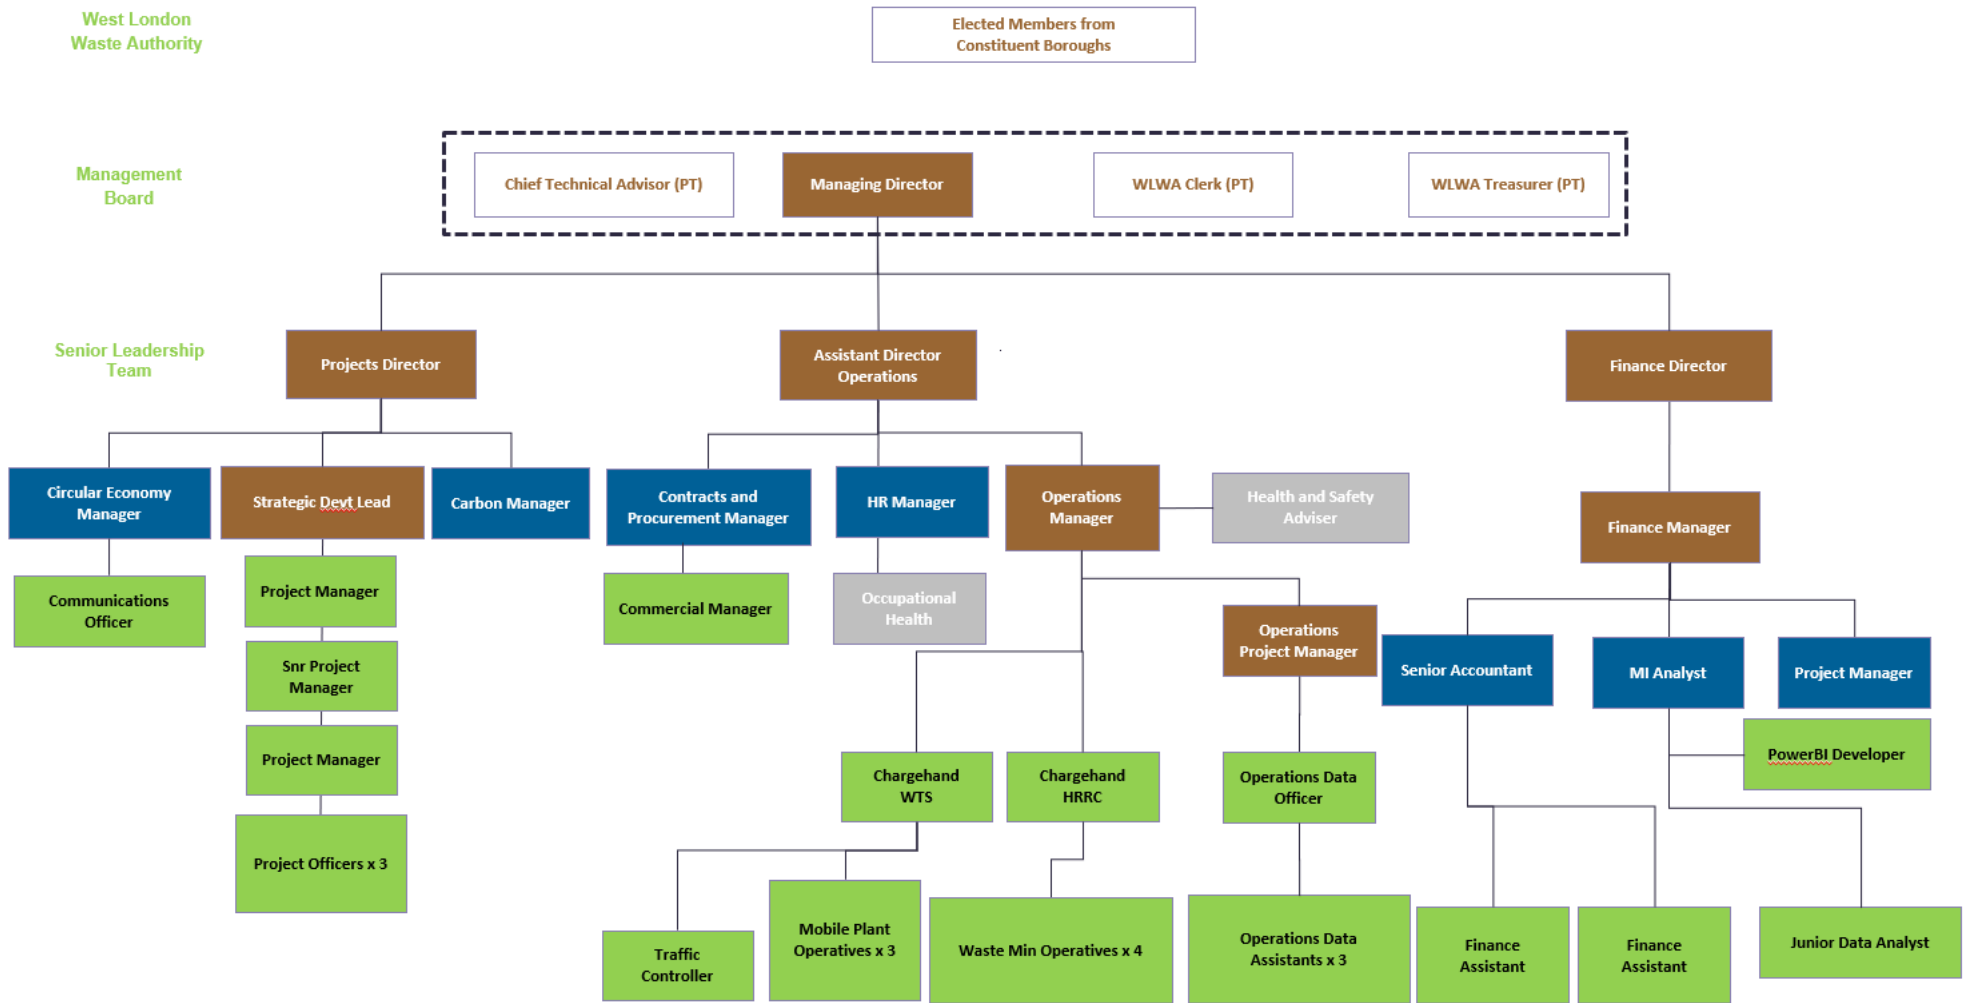 West London
Waste Authority
Elected Members from
Constituent Boroughs
Management
Board
Chief Technical Advisor (PT)
Managing Director
WLWA Clerk (PT)
WLWA Treasurer (PT)
Senior Leadership
Team
Projects Director
Assistant Director
Operations
Finance Director
Circular Economy
Manager
Strategic Devt Lead
Carbon Manager
Contracts and
Procurement Manager
HR Manager
Operations
Manager
Health and Safety
Adviser
Finance Manager
Communications
Officer
Project Manager
Commercial Manager
Occupational
Health
Operations
Project Manager
Senior Accountant
MI Analyst
Project Manager
Snr Project
Manager
Project Manager
PowerBI Developer
Chargehand
WTS
Chargehand
HRRC
Operations Data
Officer
Project Officers x 3
Traffic
Controller
Mobile Plant
Operatives x 3
Waste Min Operatives x 4
Operations Data
Assistants x 3
Finance
Assistant
Finance
Assistant
Junior Data Analyst